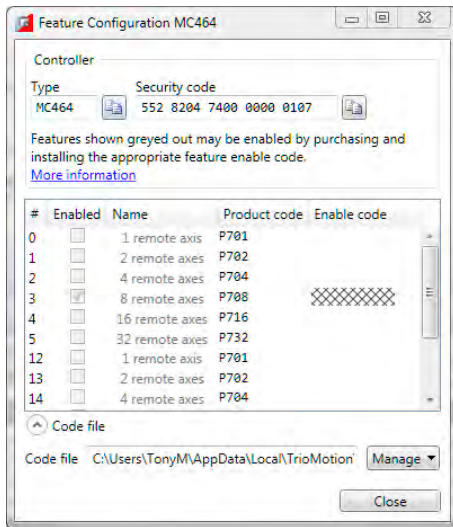 Feature Configuration MC464
Controller
Type Security code
MC464 552 8204 7400 0000 0107
Features shown greyed out may be enabled by purchasing and
installing the appropriate feature enable code.
More information
# Enabled Name Product code Enable code
0 1 remote axis P701
1 2 remote axes P702
2 4 remote axes P704
3 8 remote axes P708
4 16 remote axes P716
5 32 remote axes P732
12 1 remote axis P701
13 2 remote axes P702
14 4 remote axes P704
Code file
Code file C:\Users\TonyM\AppData\Local\TrioMotion Manage
Close